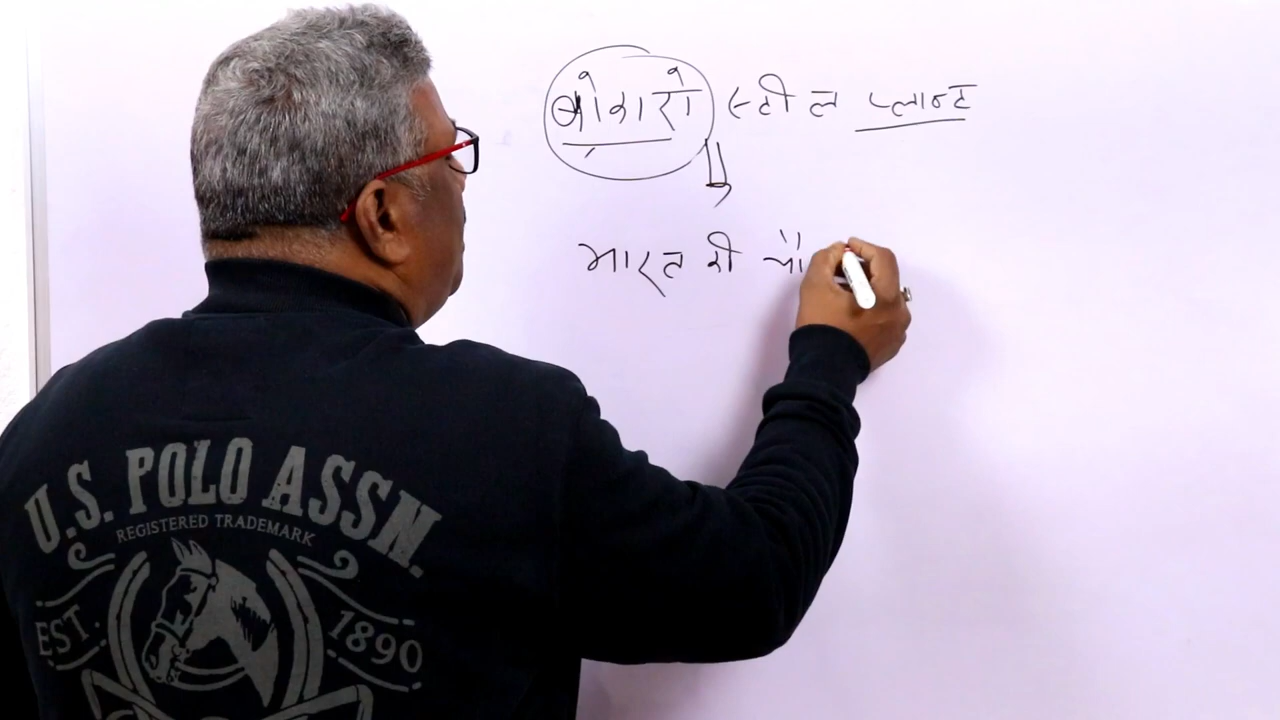 बोकारो स्टील प्लान्ट
भारत की चौ
U.S. POLO ASSN.
REGISTERED TRADEMARK
EST. 1890